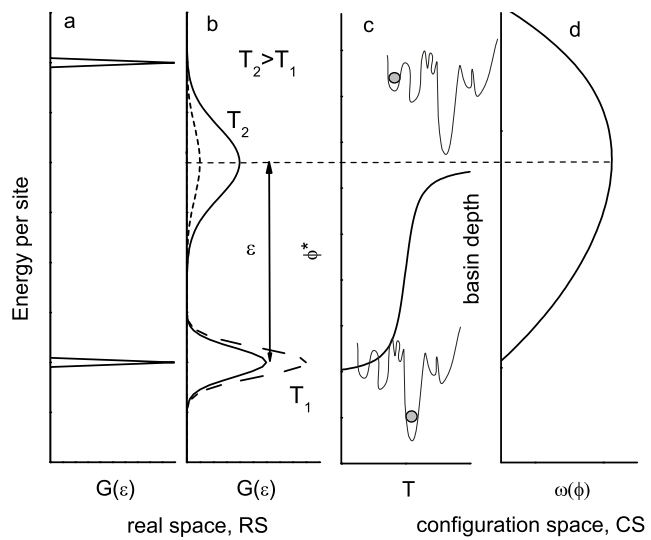 a
b
c
d
T₂>T₁
T₂
Energy per site
ε
ϕ*
basin depth
T₁
G(ε)
G(ε)
T
ω(ϕ)
real space, RS
configuration space, CS